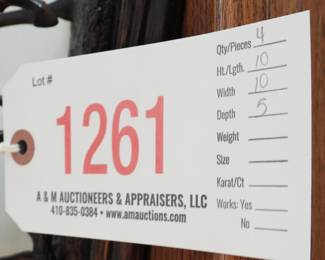 Lot #
1261
A & M AUCTIONEERS & APPRAISERS, LLC
410-835-0384 • www.amauctions.com
Qty/Pieces 4
Ht./Lgth. 10
Width 10
Depth 5
Weight
Size
Karat/Ct
Works: Yes
No